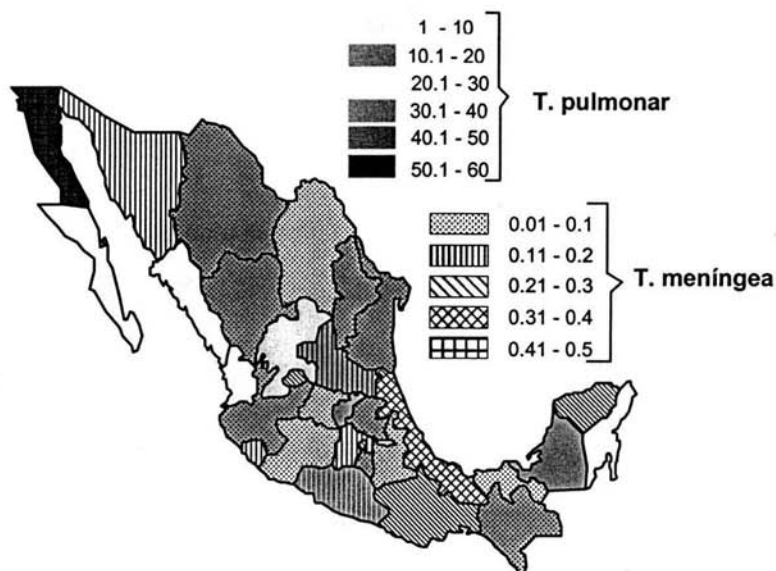 1 - 10
10.1 - 20
20.1 - 30
30.1 - 40
40.1 - 50
50.1 - 60
T. pulmonar
0.01 - 0.1
0.11 - 0.2
0.21 - 0.3
0.31 - 0.4
0.41 - 0.5
T. meníngea